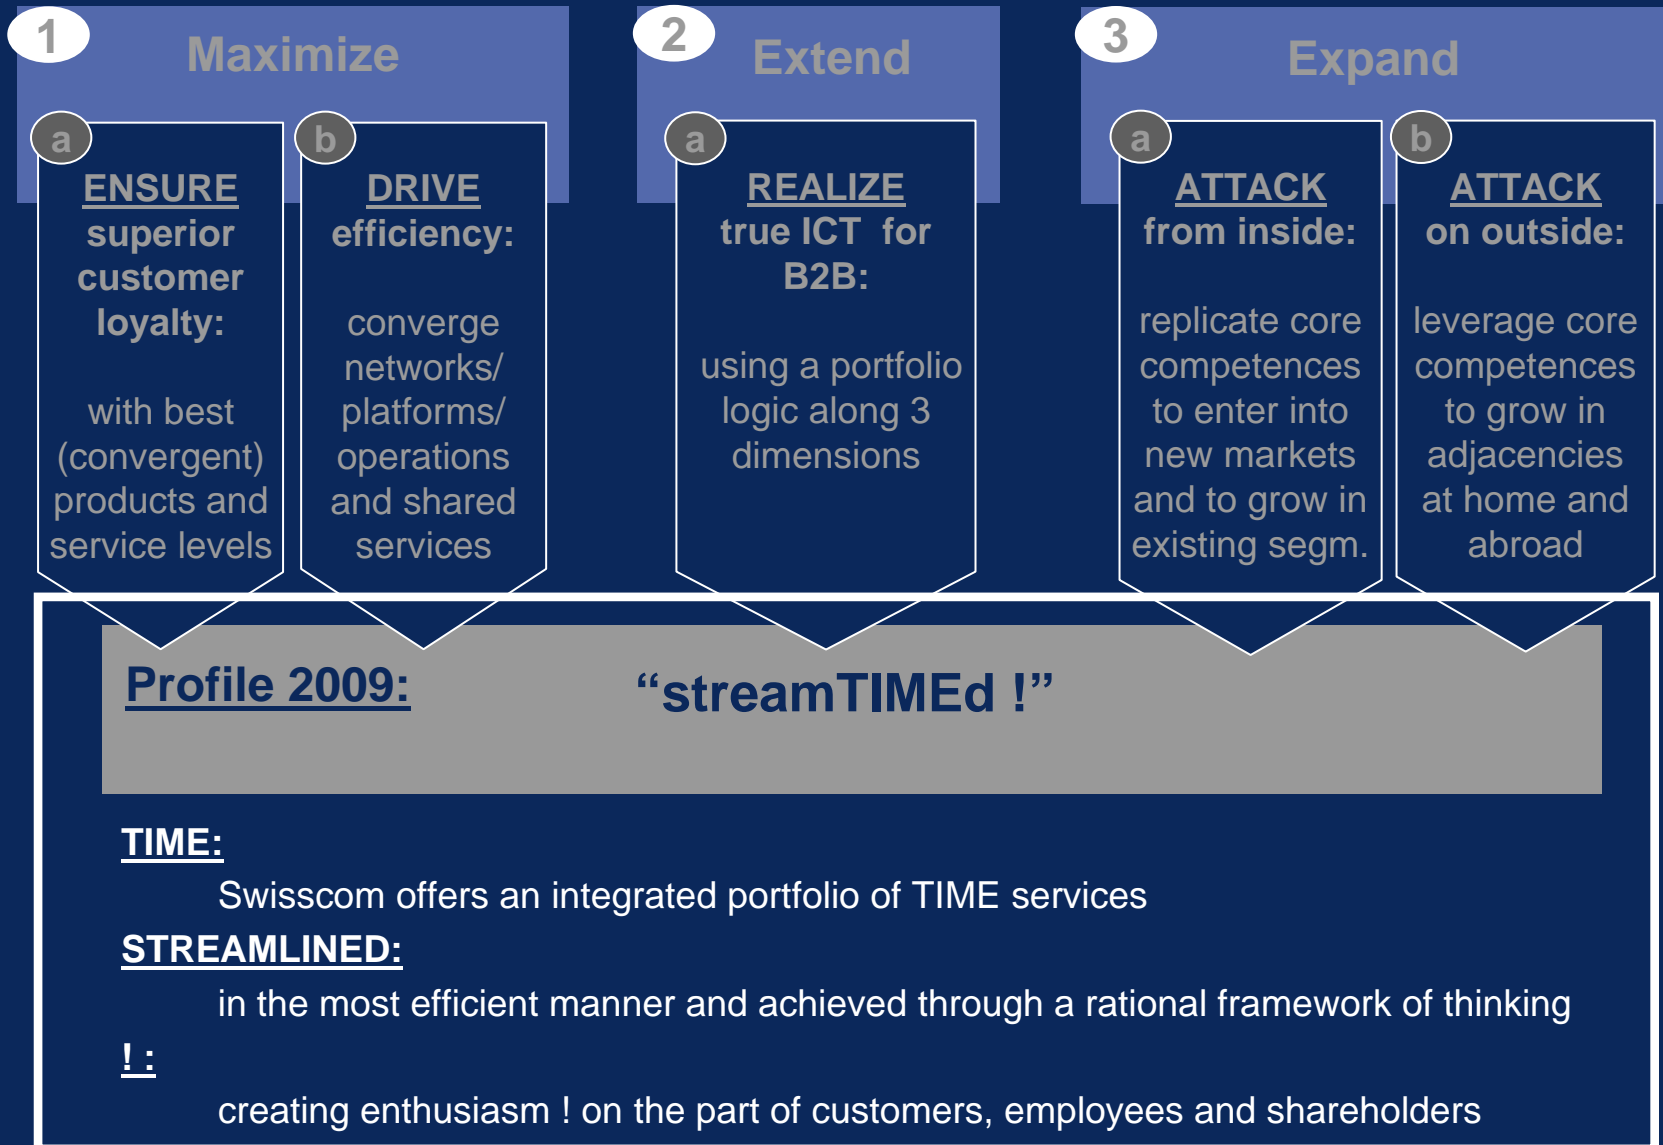 1
Maximize
a
ENSURE
superior
customer
loyalty:
with best
(convergent)
products and
service levels
b
DRIVE
efficiency:
converge
networks/
platforms/
operations
and shared
services
2
Extend
a
REALIZE
true ICT for
B2B:
using a portfolio
logic along 3
dimensions
3
Expand
a
ATTACK
from inside:
replicate core
competences
to enter into
new markets
and to grow in
existing segm.
b
ATTACK
on outside:
leverage core
competences
to grow in
adjacencies
at home and
abroad
Profile 2009: “streamTIMEd !”
TIME:
Swisscom offers an integrated portfolio of TIME services
STREAMLINED:
in the most efficient manner and achieved through a rational framework of thinking
! :
creating enthusiasm ! on the part of customers, employees and shareholders